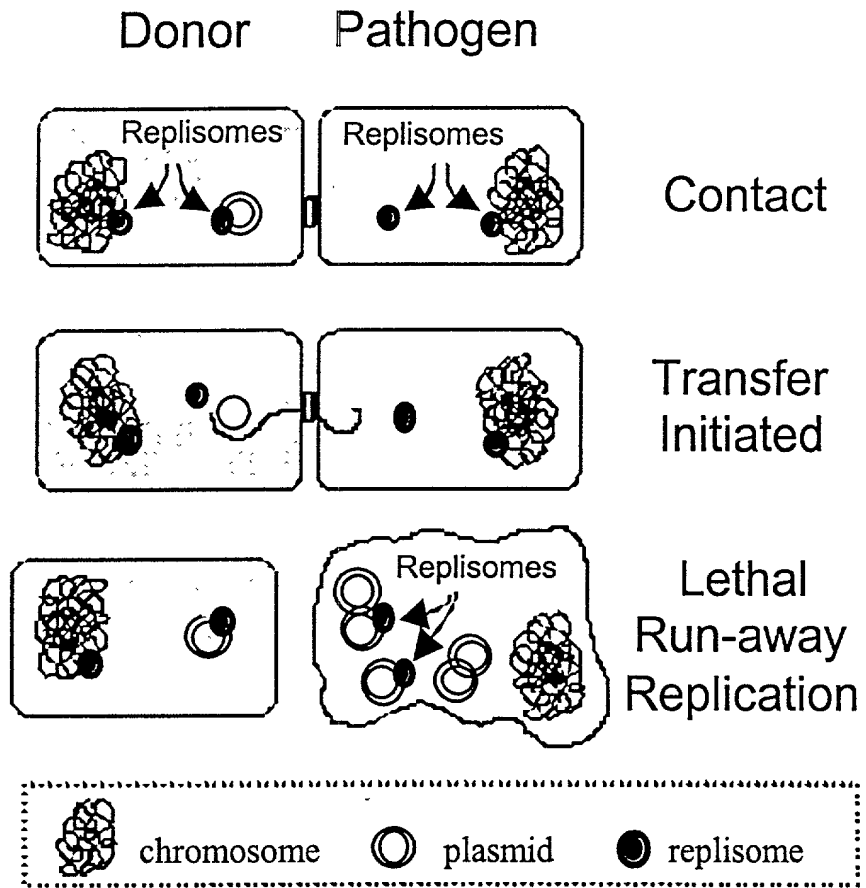 Donor Pathogen
Replisomes Replisomes
Contact
Transfer
Initiated
Replisomes
Lethal
Run-away
Replication
chromosome plasmid replisome